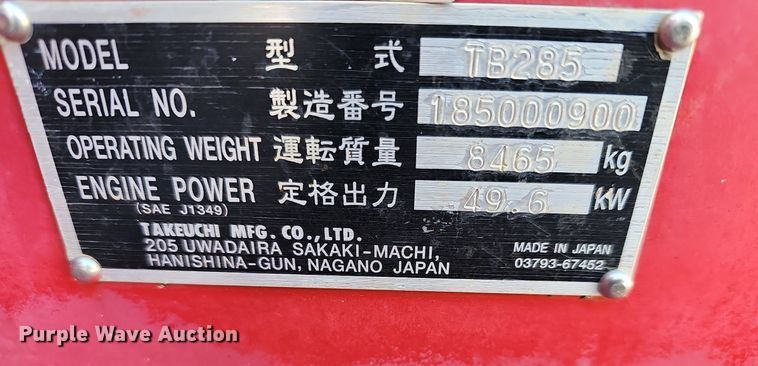 MODEL 型式 TB285
SERIAL NO. 製造番号 185000900
OPERATING WEIGHT 運転質量 8465 kg
ENGINE POWER 定格出力 49.6 kW
(SAE J1349)
TAKEUCHI MFG. CO., LTD.
205 UWADAIRA SAKAKI-MACHI,
HANISHINA-GUN, NAGANO JAPAN
MADE IN JAPAN
03793-67452
Purple Wave Auction